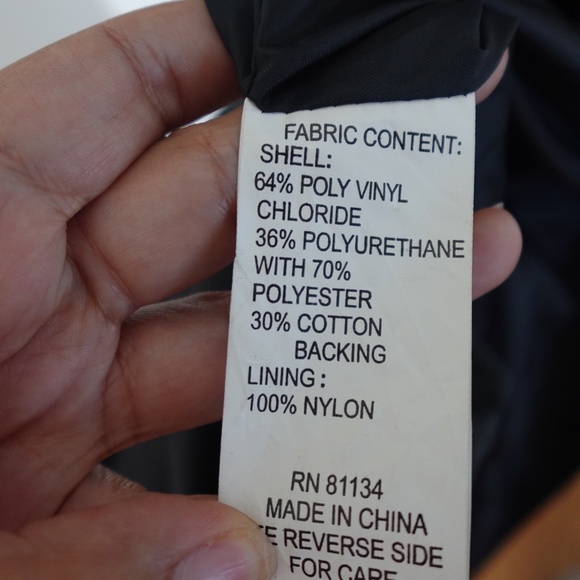 FABRIC CONTENT:
SHELL:
64% POLY VINYL
CHLORIDE
36% POLYURETHANE
WITH 70%
POLYESTER
30% COTTON
BACKING
LINING:
100% NYLON
RN 81134
MADE IN CHINA
REVERSE SIDE
FOR CARE